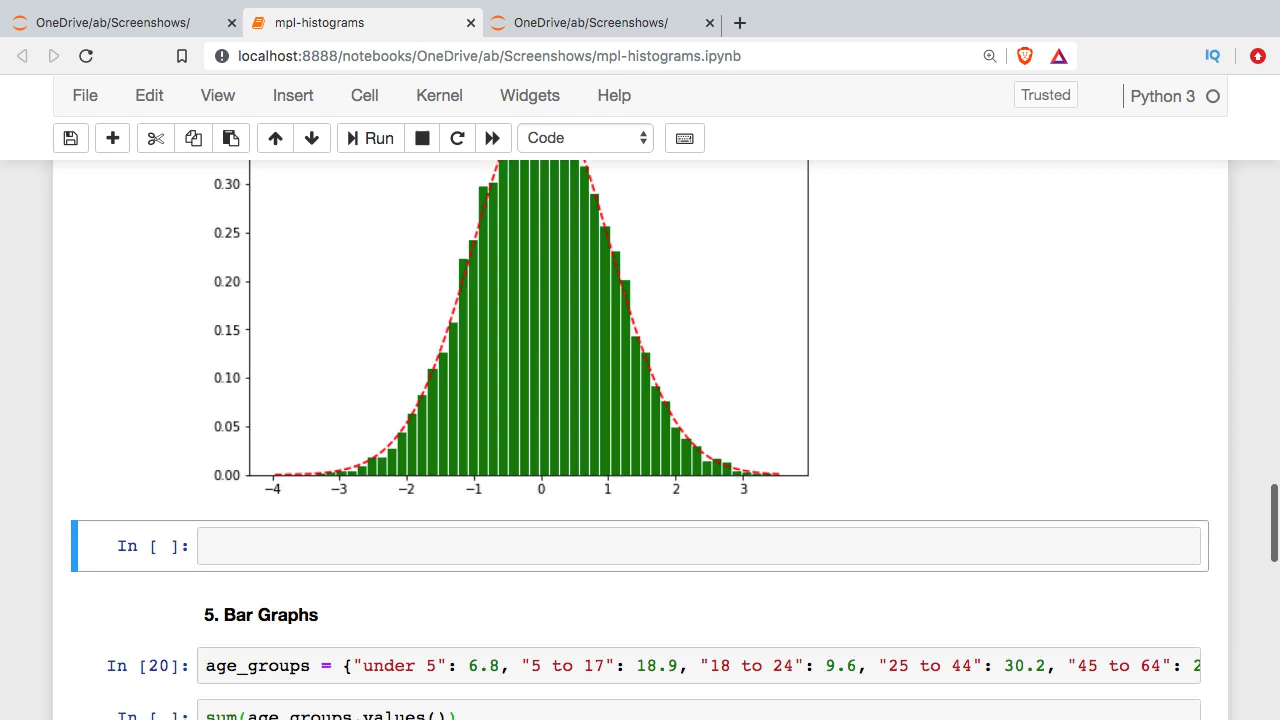 OneDrive/ab/Screenshows/
mpl-histograms
OneDrive/ab/Screenshows/
localhost:8888/notebooks/OneDrive/ab/Screenshows/mpl-histograms.ipynb
IQ
File Edit View Insert Cell Kernel Widgets Help
Trusted
Python 3
Run
Code
0.30
0.25
0.20
0.15
0.10
0.05
0.00
−4 −3 −2 −1 0 1 2 3
In [ ]:
5. Bar Graphs
In [20]: age_groups = {"under 5": 6.8, "5 to 17": 18.9, "18 to 24": 9.6, "25 to 44": 30.2, "45 to 64": 2
In [ ]: sum(age_groups.values())